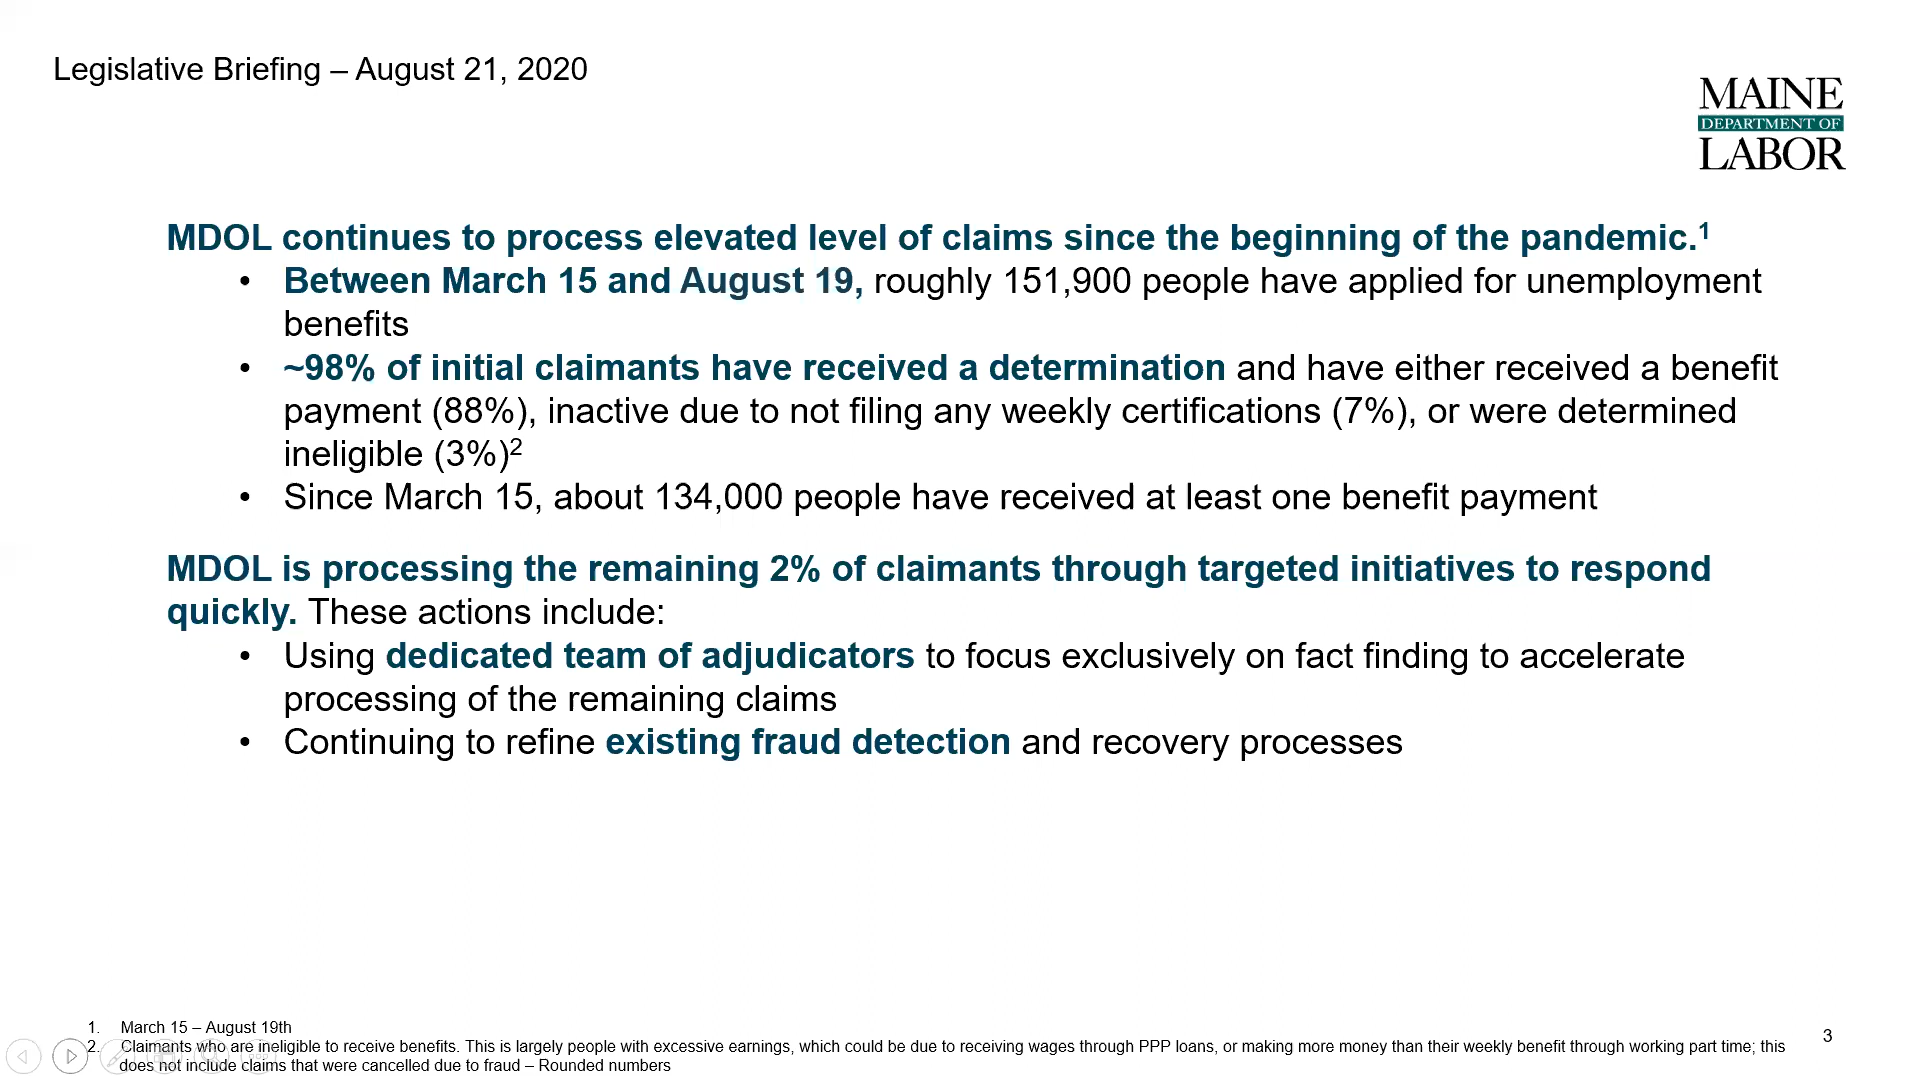 Legislative Briefing – August 21, 2020
MAINE
DEPARTMENT OF
LABOR
MDOL continues to process elevated level of claims since the beginning of the pandemic.1
• Between March 15 and August 19, roughly 151,900 people have applied for unemployment
benefits
• ~98% of initial claimants have received a determination and have either received a benefit
payment (88%), inactive due to not filing any weekly certifications (7%), or were determined
ineligible (3%)2
• Since March 15, about 134,000 people have received at least one benefit payment
MDOL is processing the remaining 2% of claimants through targeted initiatives to respond
quickly. These actions include:
• Using dedicated team of adjudicators to focus exclusively on fact finding to accelerate
processing of the remaining claims
• Continuing to refine existing fraud detection and recovery processes
1. March 15 – August 19th
2. Claimants who are ineligible to receive benefits. This is largely people with excessive earnings, which could be due to receiving wages through PPP loans, or making more money than their weekly benefit through working part time; this
does not include claims that were cancelled due to fraud – Rounded numbers
3